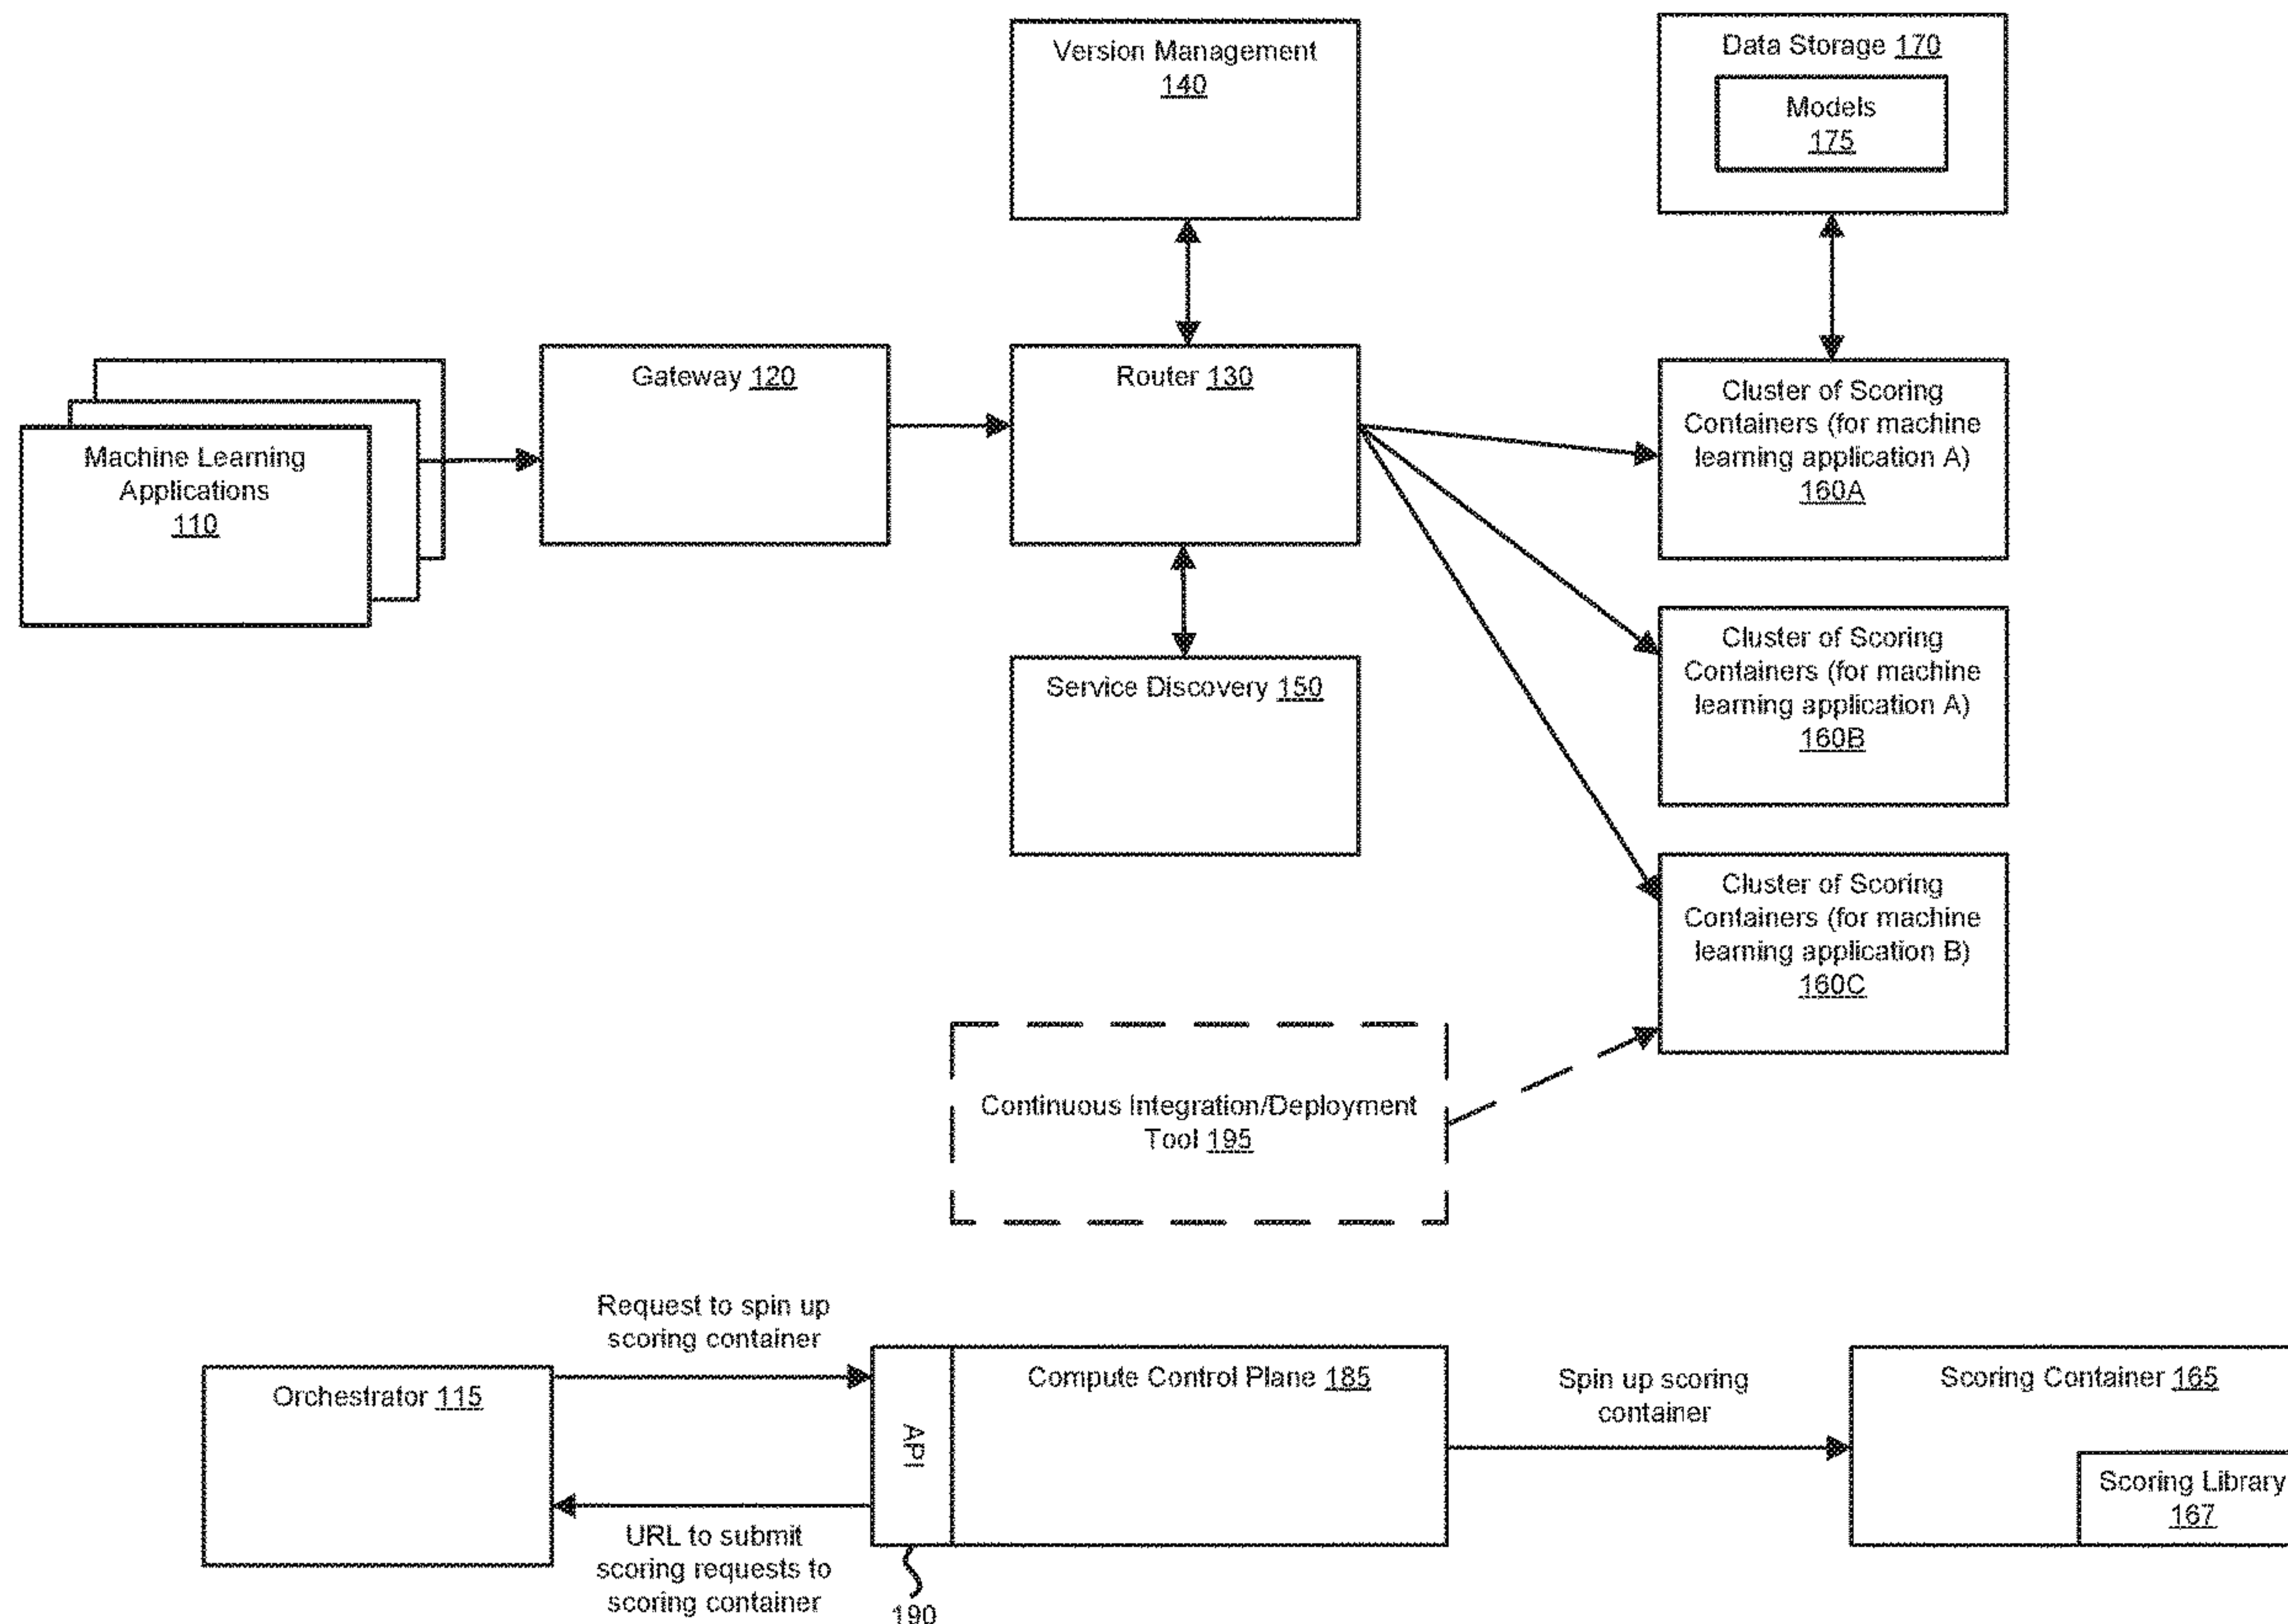 Version Management
140
Data Storage 170
Models
175
Machine Learning
Applications
110
Gateway 120
Router 130
Cluster of Scoring
Containers (for machine
learning application A)
160A
Service Discovery 150
Cluster of Scoring
Containers (for machine
learning application A)
160B
Cluster of Scoring
Containers (for machine
learning application B)
160C
Continuous Integration/Deployment
Tool 195
Request to spin up
scoring container
Orchestrator 115
URL to submit
scoring requests to
scoring container
API
190
Compute Control Plane 185
Spin up scoring
container
Scoring Container 165
Scoring Library
167